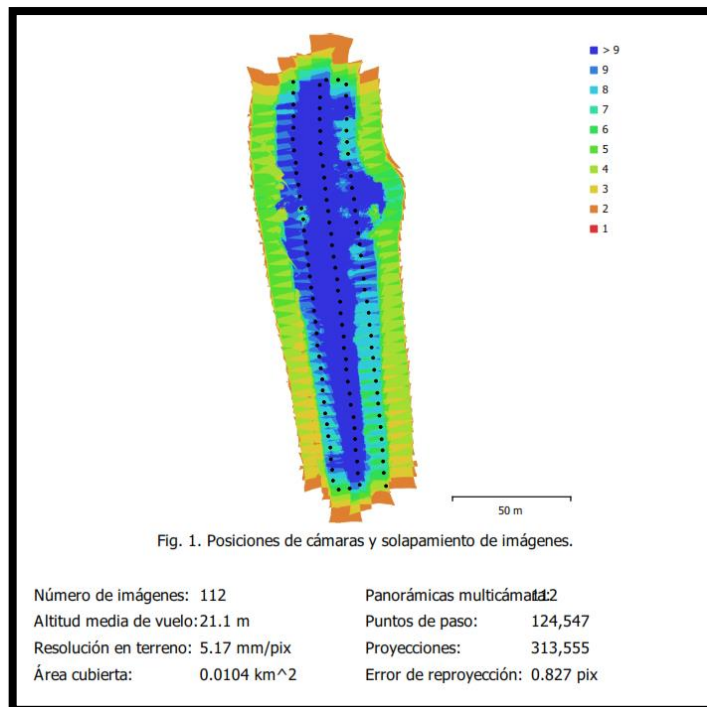 > 9
9
8
7
6
5
4
3
2
1
50 m
Fig. 1. Posiciones de cámaras y solapamiento de imágenes.
Número de imágenes: 112
Altitud media de vuelo: 21.1 m
Resolución en terreno: 5.17 mm/pix
Área cubierta: 0.0104 km^2
Panorámicas multicámara: 112
Puntos de paso: 124,547
Proyecciones: 313,555
Error de reproyección: 0.827 pix